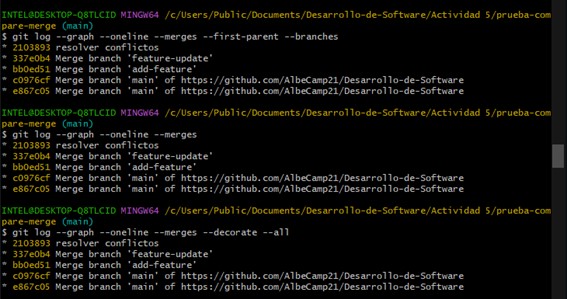 INTEL@DESKTOP-Q8TLCID MINGW64 /c/Users/Public/Documents/Desarrollo-de-Software/Actividad 5/prueba-com
pare-merge (main)
$ git log --graph --oneline --merges --first-parent --branches
* 2103893 resolver conflictos
* 337e0b4 Merge branch 'feature-update'
* bb0ed51 Merge branch 'add-feature'
* c0976cf Merge branch 'main' of https://github.com/AlbeCamp21/Desarrollo-de-Software
* e867c05 Merge branch 'main' of https://github.com/AlbeCamp21/Desarrollo-de-Software
INTEL@DESKTOP-Q8TLCID MINGW64 /c/Users/Public/Documents/Desarrollo-de-Software/Actividad 5/prueba-com
pare-merge (main)
$ git log --graph --oneline --merges
* 2103893 resolver conflictos
* 337e0b4 Merge branch 'feature-update'
* bb0ed51 Merge branch 'add-feature'
* c0976cf Merge branch 'main' of https://github.com/AlbeCamp21/Desarrollo-de-Software
* e867c05 Merge branch 'main' of https://github.com/AlbeCamp21/Desarrollo-de-Software
INTEL@DESKTOP-Q8TLCID MINGW64 /c/Users/Public/Documents/Desarrollo-de-Software/Actividad 5/prueba-com
pare-merge (main)
$ git log --graph --oneline --merges --decorate --all
* 2103893 resolver conflictos
* 337e0b4 Merge branch 'feature-update'
* bb0ed51 Merge branch 'add-feature'
* c0976cf Merge branch 'main' of https://github.com/AlbeCamp21/Desarrollo-de-Software
* e867c05 Merge branch 'main' of https://github.com/AlbeCamp21/Desarrollo-de-Software